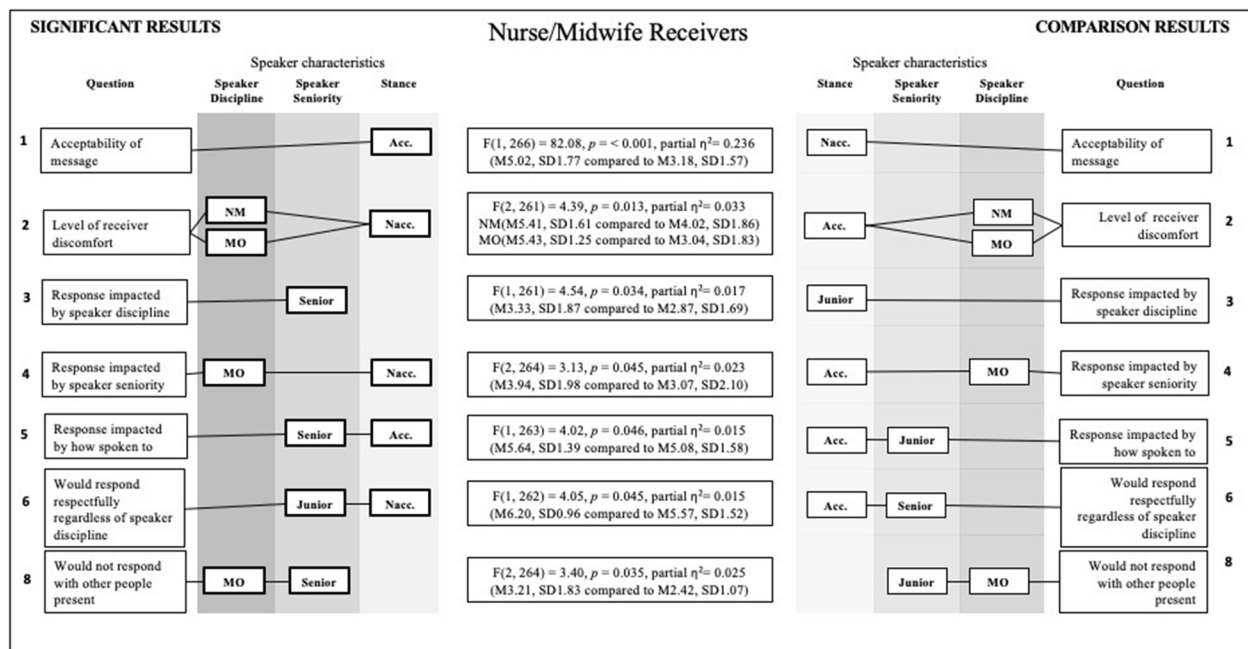 SIGNIFICANT RESULTS
Nurse/Midwife Receivers
COMPARISON RESULTS
Speaker characteristics
Speaker characteristics
Question
Speaker
Discipline
Speaker
Seniority
Stance
Stance
Speaker
Seniority
Speaker
Discipline
Question
1
Acceptability of
message
Acc.
F(1, 266) = 82.08, p = < 0.001, partial η²= 0.236
(M5.02, SD1.77 compared to M3.18, SD1.57)
Nacc.
Acceptability of
message
1
2
Level of receiver
discomfort
NM
MO
Nacc.
F(2, 261) = 4.39, p = 0.013, partial η²= 0.033
NM(M5.41, SD1.61 compared to M4.02, SD1.86)
MO(M5.43, SD1.25 compared to M3.04, SD1.83)
Acc.
NM
MO
Level of receiver
discomfort
2
3
Response impacted
by speaker discipline
Senior
F(1, 261) = 4.54, p = 0.034, partial η²= 0.017
(M3.33, SD1.87 compared to M2.87, SD1.69)
Junior
Response impacted by
speaker discipline
3
4
Response impacted
by speaker seniority
MO
Nacc.
F(2, 264) = 3.13, p = 0.045, partial η²= 0.023
(M3.94, SD1.98 compared to M3.07, SD2.10)
Acc.
MO
Response impacted by
speaker seniority
4
5
Response impacted
by how spoken to
Senior
Acc.
F(1, 263) = 4.02, p = 0.046, partial η²= 0.015
(M5.64, SD1.39 compared to M5.08, SD1.58)
Acc.
Junior
Response impacted by
how spoken to
5
6
Would respond
respectfully
regardless of speaker
discipline
Junior
Nacc.
F(1, 262) = 4.05, p = 0.045, partial η²= 0.015
(M6.20, SD0.96 compared to M5.57, SD1.52)
Acc.
Senior
Would respond
respectfully
regardless of speaker
discipline
6
8
Would not respond
with other people
present
MO
Senior
F(2, 264) = 3.40, p = 0.035, partial η²= 0.025
(M3.21, SD1.83 compared to M2.42, SD1.07)
Junior
MO
Would not respond
with other people
present
8